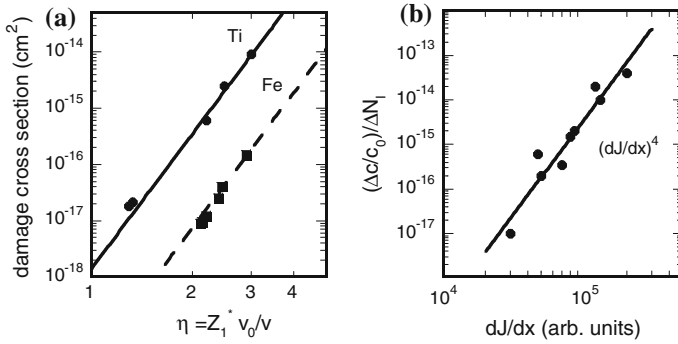 (a)
damage cross section (cm²)
10⁻¹⁴
10⁻¹⁵
10⁻¹⁶
10⁻¹⁷
10⁻¹⁸
Ti
Fe
1 2 3 4
η =Z₁* v₀/v
(b)
(Δc/c₀)/ΔNᵢ
10⁻¹³
10⁻¹⁴
10⁻¹⁵
10⁻¹⁶
10⁻¹⁷
(dJ/dx)⁴
10⁴ 10⁵
dJ/dx (arb. units)